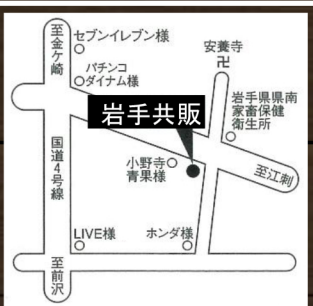 至金ケ崎
セブンイレブン様
パチンコ
ダイナム様
安養寺
卍
岩手共販
岩手県県南
家畜保健
衛生所
国道4号線
小野寺
青果様
至江刺
LIVE様
ホンダ様
至前沢